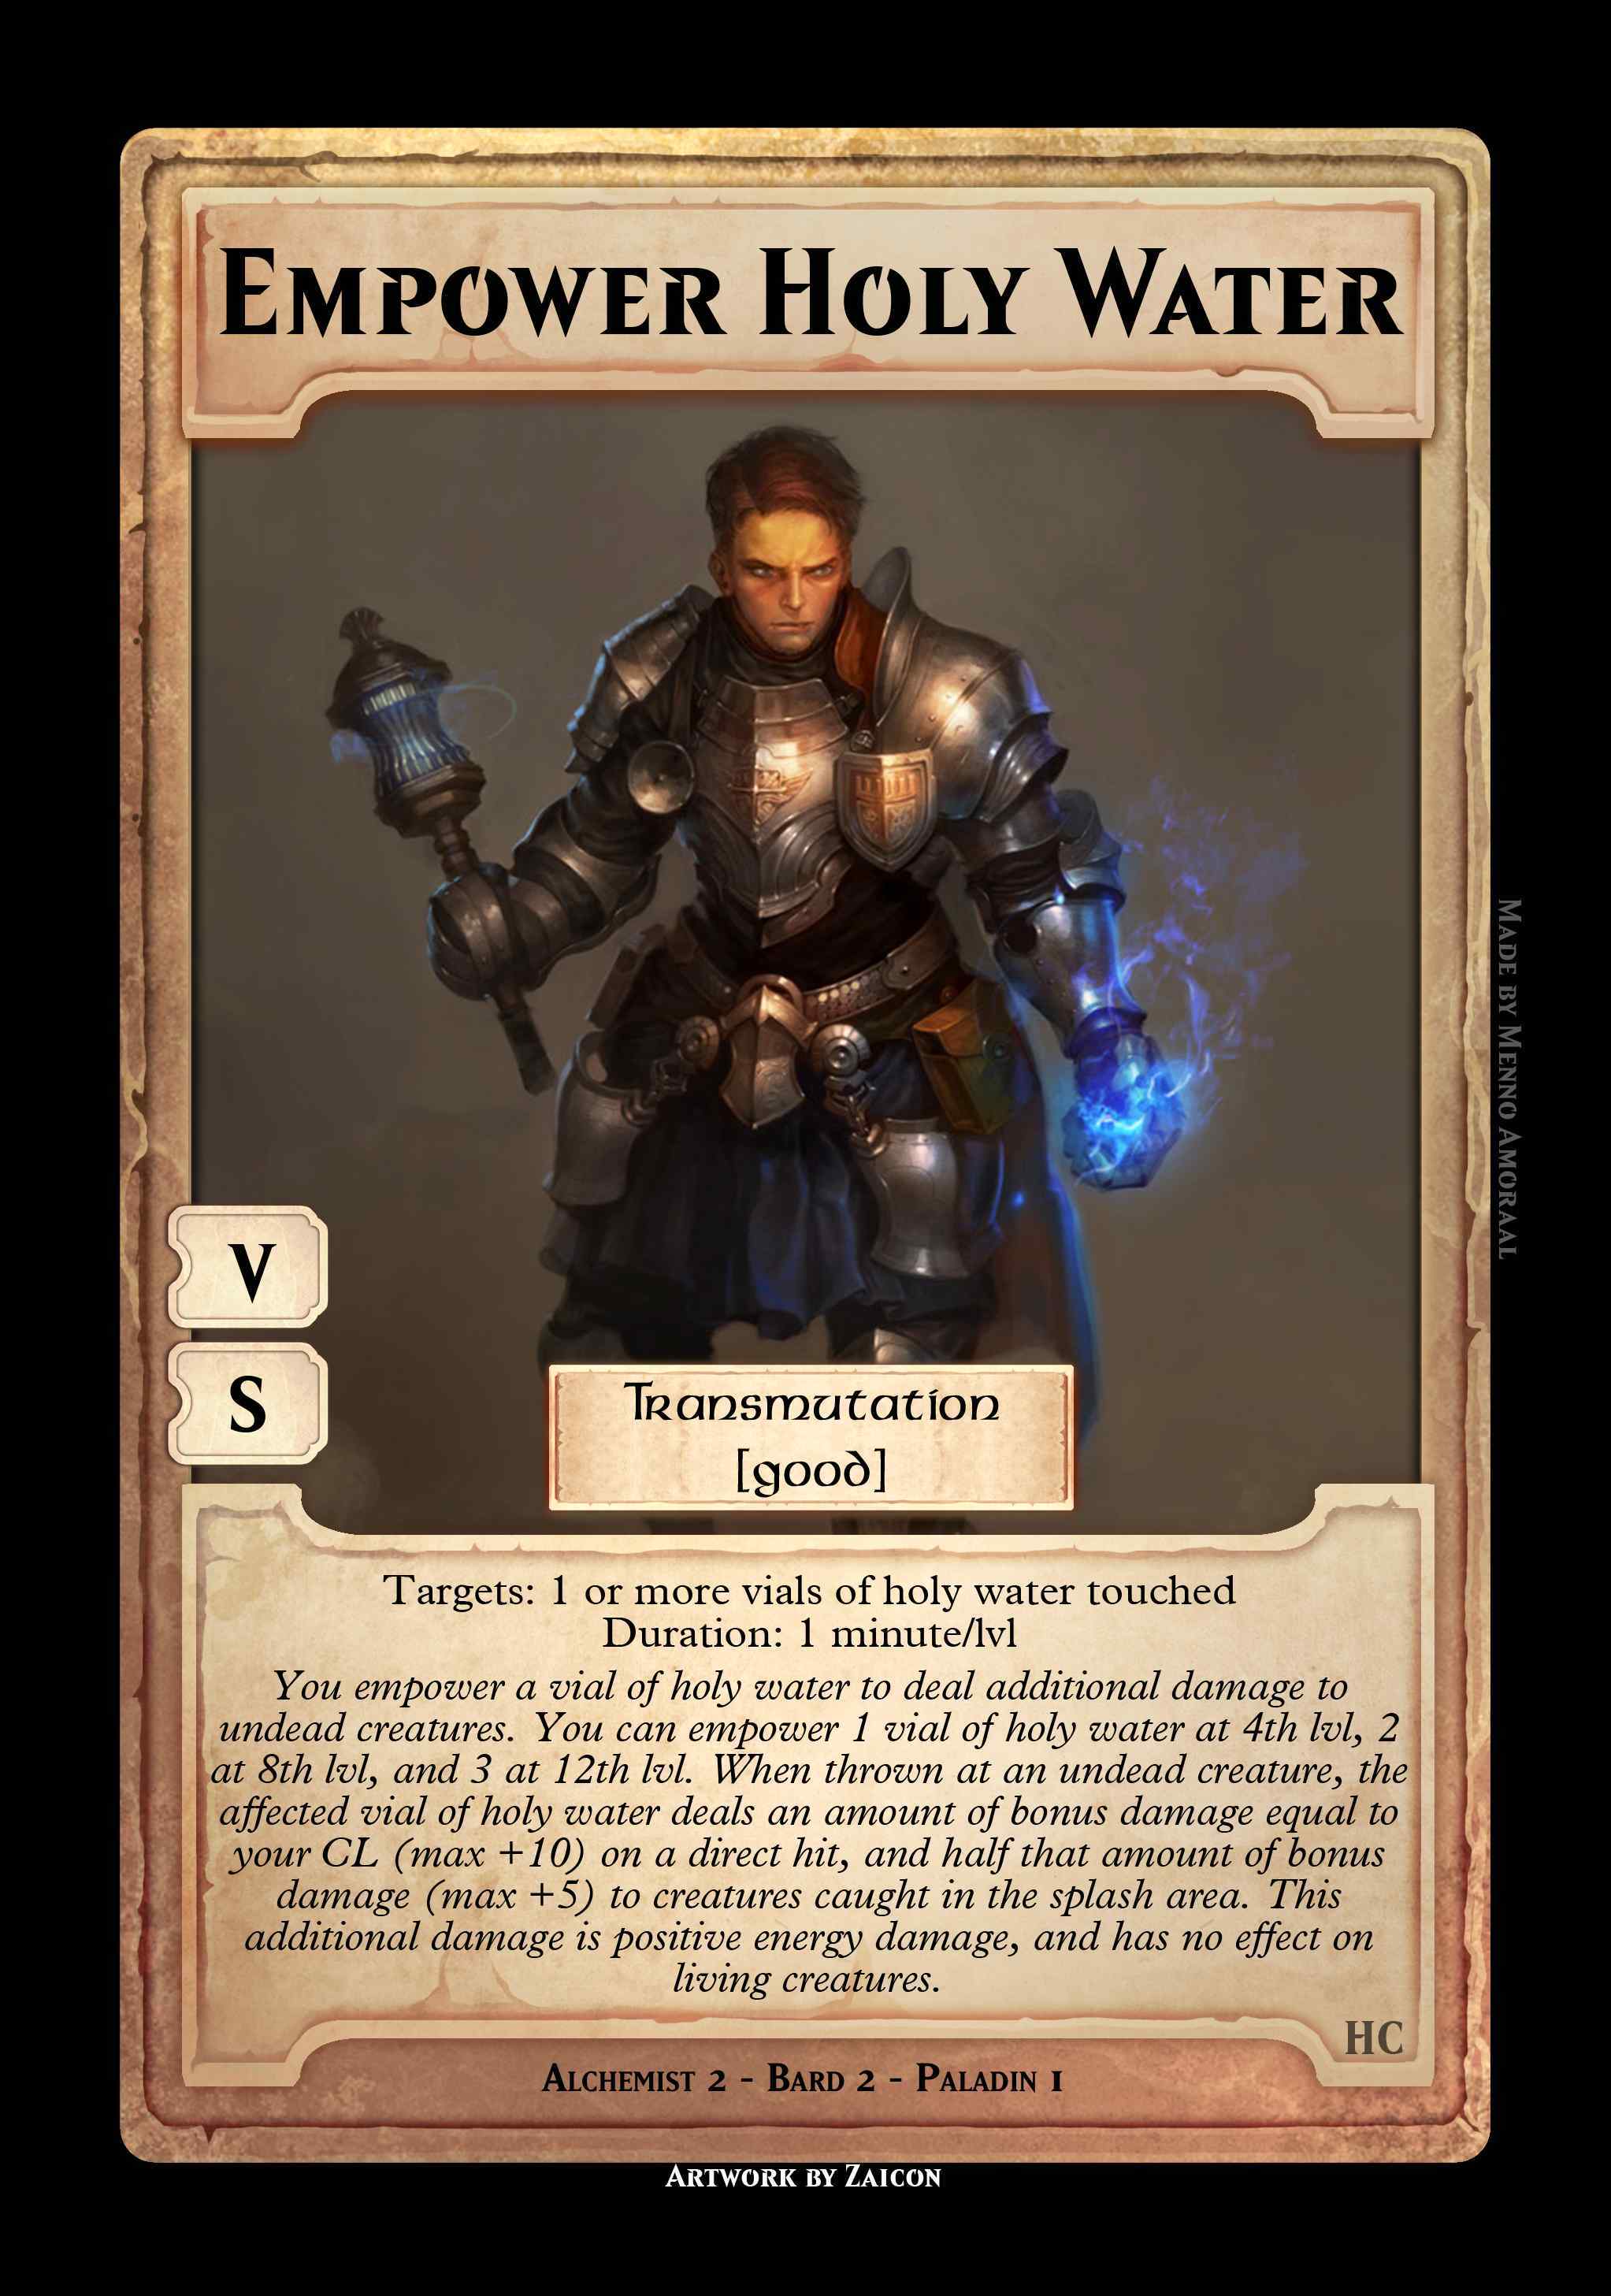 Empower Holy Water
V
S
Transmutation
[good]
Targets: 1 or more vials of holy water touched
Duration: 1 minute/lvl
You empower a vial of holy water to deal additional damage to
undead creatures. You can empower 1 vial of holy water at 4th lvl, 2
at 8th lvl, and 3 at 12th lvl. When thrown at an undead creature, the
affected vial of holy water deals an amount of bonus damage equal to
your CL (max +10) on a direct hit, and half that amount of bonus
damage (max +5) to creatures caught in the splash area. This
additional damage is positive energy damage, and has no effect on
living creatures.
HC
Alchemist 2 - Bard 2 - Paladin 1
Artwork by Zaicon
Made by Menno Amoraal